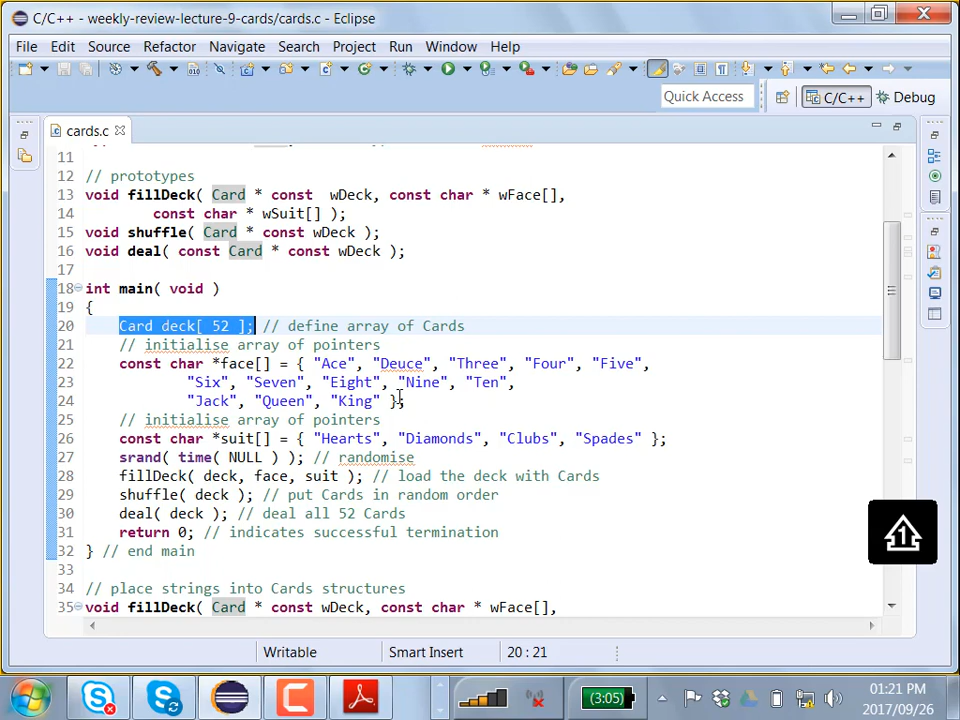 C/C++ - weekly-review-lecture-9-cards/cards.c - Eclipse
File Edit Source Refactor Navigate Search Project Run Window Help
Quick Access
C/C++
Debug
cards.c
11
12 // prototypes
13 void fillDeck( Card * const  wDeck, const char * wFace[],
14         const char * wSuit[] );
15 void shuffle( Card * const wDeck );
16 void deal( const Card * const wDeck );
17
18 int main( void )
19 {
20     Card deck[ 52 ]; // define array of Cards
21     // initialise array of pointers
22     const char *face[] = { "Ace", "Deuce", "Three", "Four", "Five",
23             "Six", "Seven", "Eight", "Nine", "Ten",
24             "Jack", "Queen", "King" };
25     // initialise array of pointers
26     const char *suit[] = { "Hearts", "Diamonds", "Clubs", "Spades" };
27     srand( time( NULL ) ); // randomise
28     fillDeck( deck, face, suit ); // load the deck with Cards
29     shuffle( deck ); // put Cards in random order
30     deal( deck ); // deal all 52 Cards
31     return 0; // indicates successful termination
32 } // end main
33
34 // place strings into Cards structures
35 void fillDeck( Card * const wDeck, const char * wFace[],
Writable
Smart Insert
20 : 21
(3:05)
01:21 PM
2017/09/26